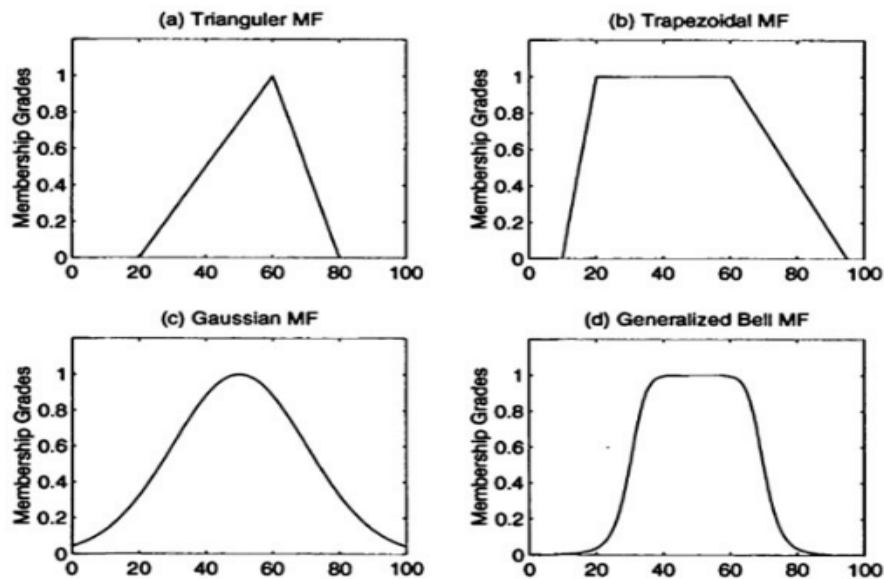 (a) Trianguler MF
Membership Grades
1
0.8
0.6
0.4
0.2
0
0 20 40 60 80 100
(b) Trapezoidal MF
Membership Grades
1
0.8
0.6
0.4
0.2
0
0 20 40 60 80 100
(c) Gaussian MF
Membership Grades
1
0.8
0.6
0.4
0.2
0
0 20 40 60 80 100
(d) Generalized Bell MF
Membership Grades
1
0.8
0.6
0.4
0.2
0
0 20 40 60 80 100